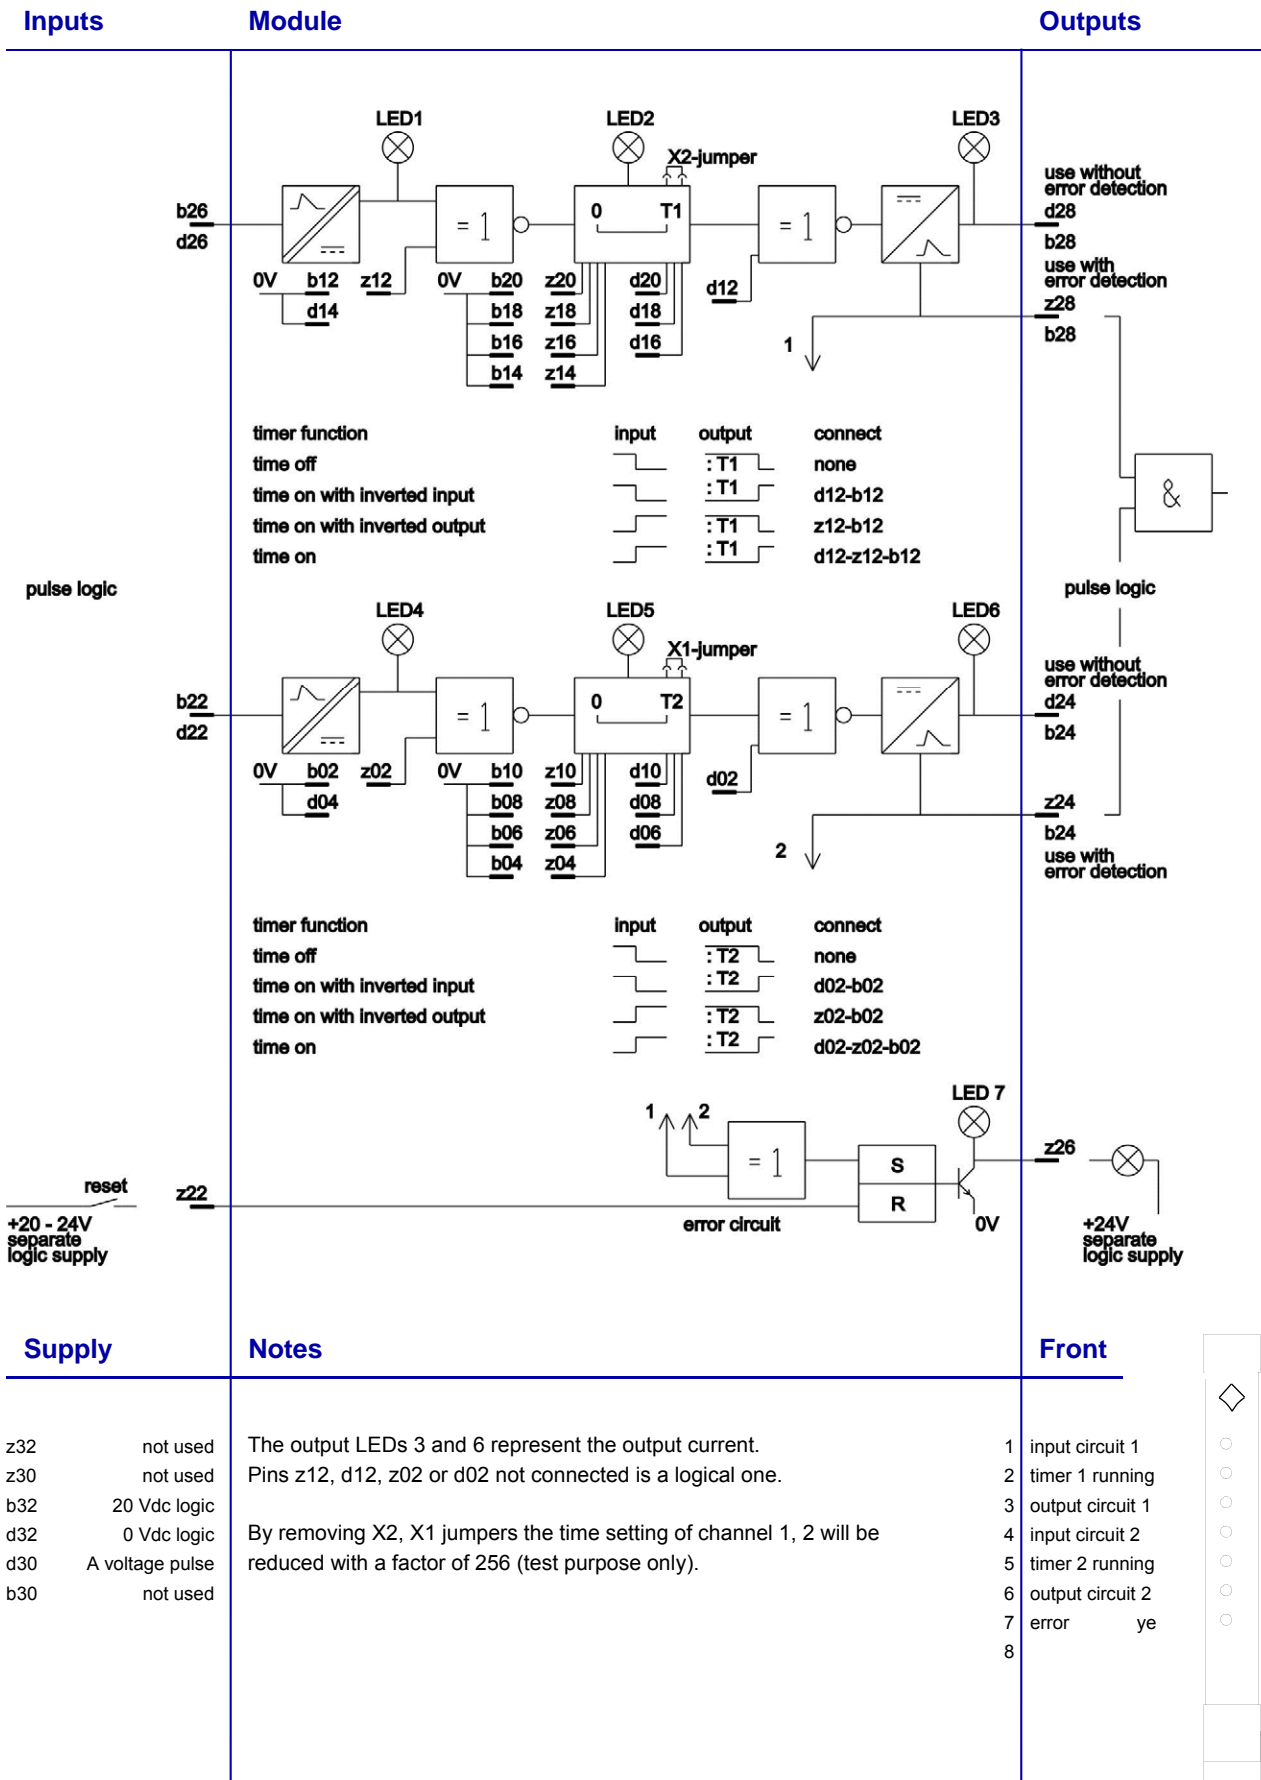 Inputs Module Outputs
LED1 LED2 LED3
X2-jumper
use without
error detection
b26 d28
d26 b28
= 1 0 T1 = 1
use with
error detection
0V b12 z12 0V b20 z20 d20 d12
z28
d14 b18 z18 d18
b28
b16 z16 d16 1
b14 z14
timer function input output connect
time off : T1 none
time on with inverted input : T1 d12-b12
time on with inverted output : T1 z12-b12
time on : T1 d12-z12-b12
&
pulse logic pulse logic
LED4 LED5 LED6
X1-jumper
use without
error detection
b22 d24
d22 b24
= 1 0 T2 = 1
0V b02 z02 0V b10 z10 d10 d02
d04 b08 z08 d08 z24
b06 z06 d06 b24
b04 z04 2
use with
error detection
timer function input output connect
time off : T2 none
time on with inverted input : T2 d02-b02
time on with inverted output : T2 z02-b02
time on : T2 d02-z02-b02
LED 7
1 2
= 1 S z26
reset z22 R
error circuit 0V
+20 - 24V
separate
logic supply
+24V
separate
logic supply
Supply Notes Front
z32 not used
z30 not used
b32 20 Vdc logic
d32 0 Vdc logic
d30 A voltage pulse
b30 not used
The output LEDs 3 and 6 represent the output current.
Pins z12, d12, z02 or d02 not connected is a logical one.
By removing X2, X1 jumpers the time setting of channel 1, 2 will be
reduced with a factor of 256 (test purpose only).
1 input circuit 1
2 timer 1 running
3 output circuit 1
4 input circuit 2
5 timer 2 running
6 output circuit 2
7 error ye
8